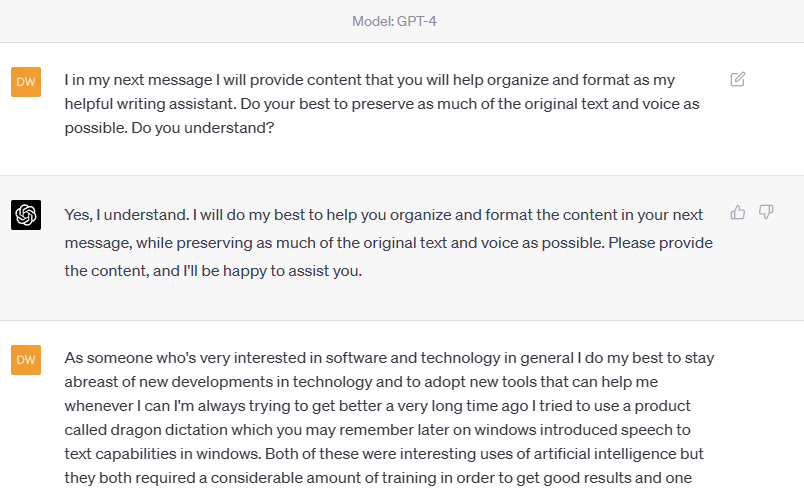 Model: GPT-4
DW
I in my next message I will provide content that you will help organize and format as my
helpful writing assistant. Do your best to preserve as much of the original text and voice as
possible. Do you understand?
Yes, I understand. I will do my best to help you organize and format the content in your next
message, while preserving as much of the original text and voice as possible. Please provide
the content, and I'll be happy to assist you.
DW
As someone who's very interested in software and technology in general I do my best to stay
abreast of new developments in technology and to adopt new tools that can help me
whenever I can I'm always trying to get better a very long time ago I tried to use a product
called dragon dictation which you may remember later on windows introduced speech to
text capabilities in windows. Both of these were interesting uses of artificial intelligence but
they both required a considerable amount of training in order to get good results and one